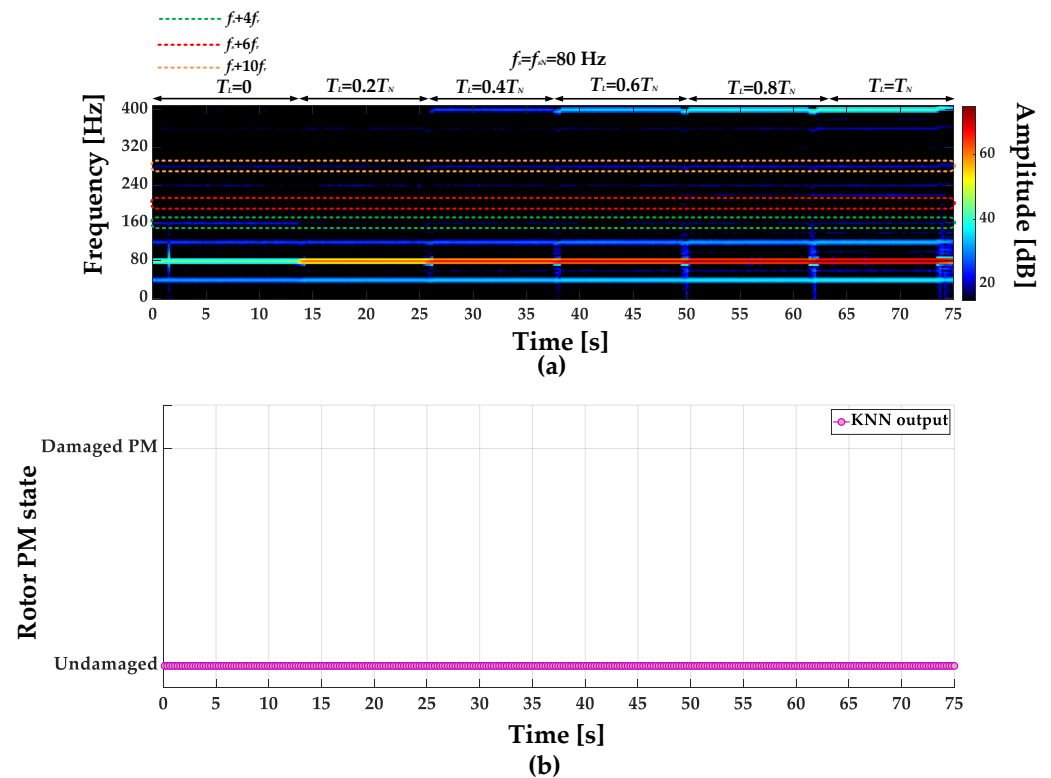 fs+4fr
fs+6fr
fs+10fr
fs=fsN=80 Hz
TL=0
TL=0.2TN
TL=0.4TN
TL=0.6TN
TL=0.8TN
TL=TN
Frequency [Hz]
400
320
240
160
80
0
0 5 10 15 20 25 30 35 40 45 50 55 60 65 70 75
Time [s]
60
40
20
Amplitude [dB]
(a)
KNN output
Rotor PM state
Damaged PM
Undamaged
0 5 10 15 20 25 30 35 40 45 50 55 60 65 70 75
Time [s]
(b)